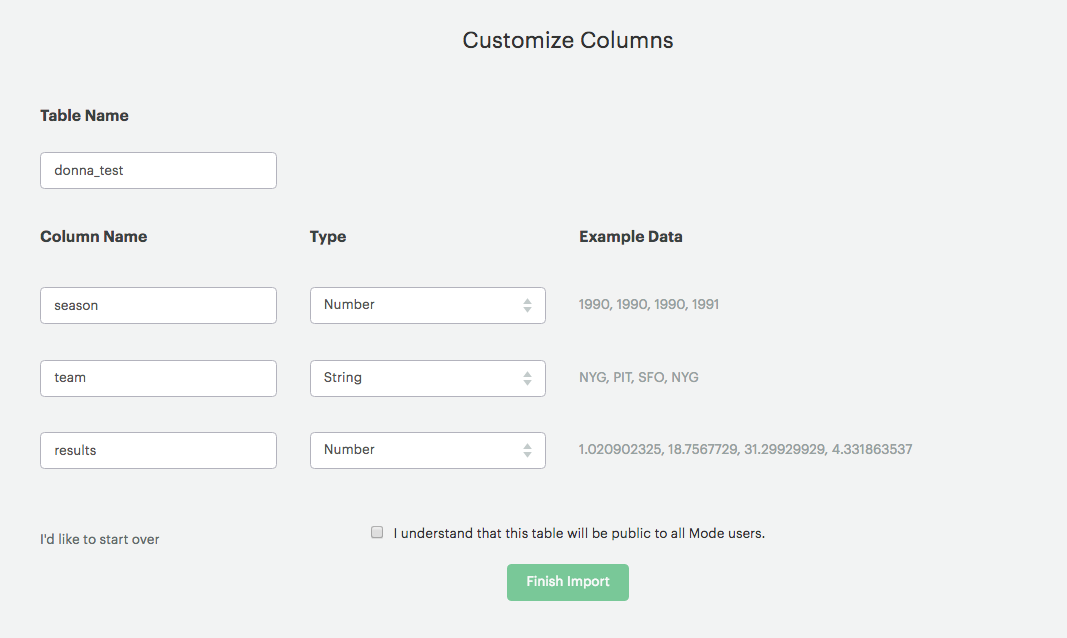 Customize Columns
Table Name
donna_test
Column Name Type Example Data
season Number 1990, 1990, 1990, 1991
team String NYG, PIT, SFO, NYG
results Number 1.020902325, 18.7567729, 31.29929929, 4.331863537
I'd like to start over
I understand that this table will be public to all Mode users.
Finish Import